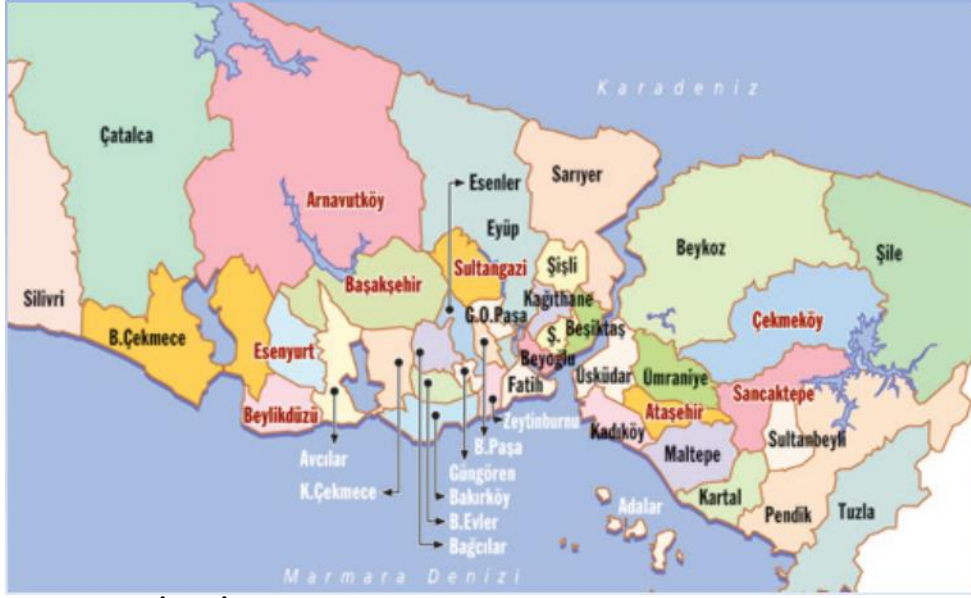 Karadeniz
Çatalca
Sarıyer
Esenler
Arnavutköy
Eyüp
Beykoz
Şile
Şişli
Sultangazi
Başakşehir
Silivri
Kağıthane
G.O.Paşa
Çekmeköy
B.Çekmece
Ş.
Beşiktaş
Esenyurt
Beyoğlu
Üsküdar
Ümraniye
Fatih
Sancaktepe
Beylikdüzü
Ataşehir
Zeytinburnu
Kadıköy
Sultanbeyli
B.Paşa
Maltepe
Avcılar
Güngören
K.Çekmece
Bakırköy
Kartal
Adalar
Pendik
Tuzla
B.Evler
Bağcılar
Marmara Denizi